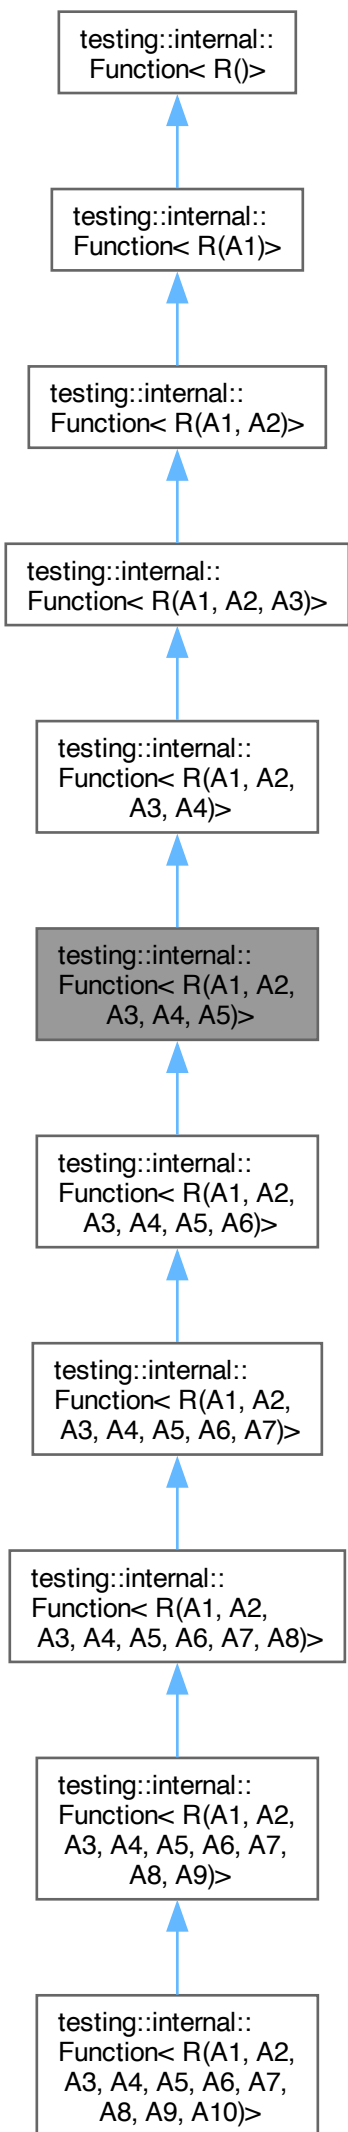 testing::internal::
Function< R()>
testing::internal::
Function< R(A1)>
testing::internal::
Function< R(A1, A2)>
testing::internal::
Function< R(A1, A2, A3)>
testing::internal::
Function< R(A1, A2,
A3, A4)>
testing::internal::
Function< R(A1, A2,
A3, A4, A5)>
testing::internal::
Function< R(A1, A2,
A3, A4, A5, A6)>
testing::internal::
Function< R(A1, A2,
A3, A4, A5, A6, A7)>
testing::internal::
Function< R(A1, A2,
A3, A4, A5, A6, A7, A8)>
testing::internal::
Function< R(A1, A2,
A3, A4, A5, A6, A7,
A8, A9)>
testing::internal::
Function< R(A1, A2,
A3, A4, A5, A6, A7,
A8, A9, A10)>